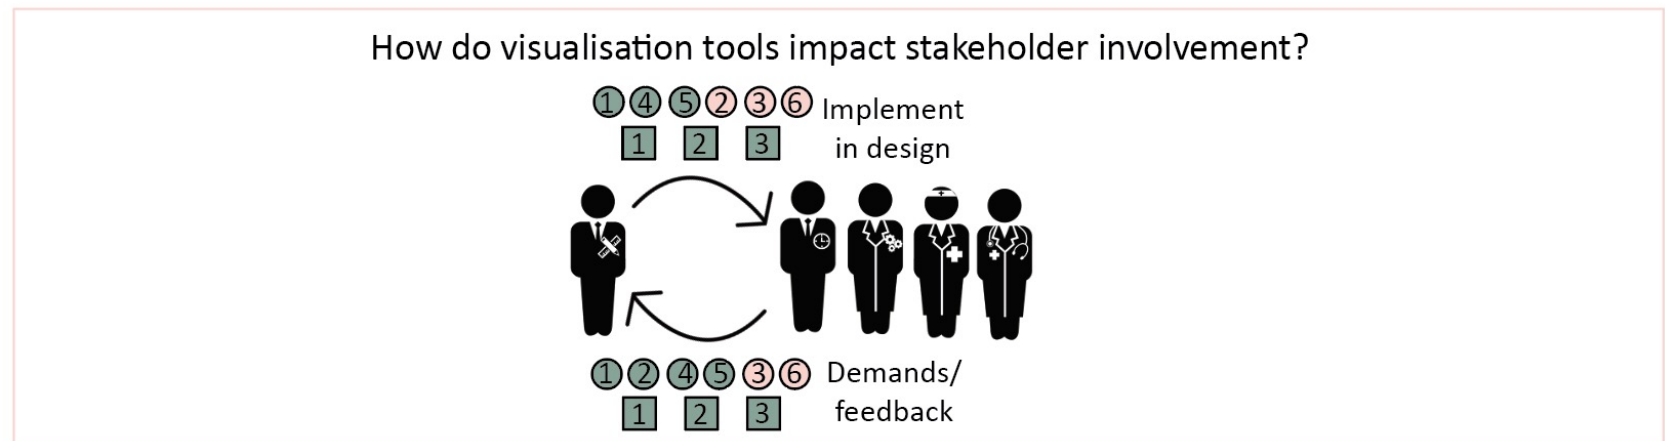 How do visualisation tools impact stakeholder involvement?
1 4 5 2 3 6 Implement
1 2 3 in design
1 2 4 5 3 6 Demands/
1 2 3 feedback